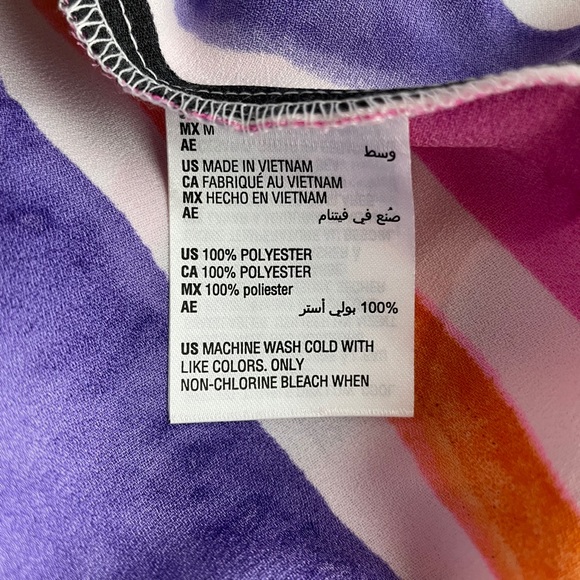 MX M
AE وسط
US MADE IN VIETNAM
CA FABRIQUÉ AU VIETNAM
MX HECHO EN VIETNAM
AE صُنع في فيتنام
US 100% POLYESTER
CA 100% POLYESTER
MX 100% poliester
AE 100% بولي أستر
US MACHINE WASH COLD WITH
LIKE COLORS. ONLY
NON-CHLORINE BLEACH WHEN